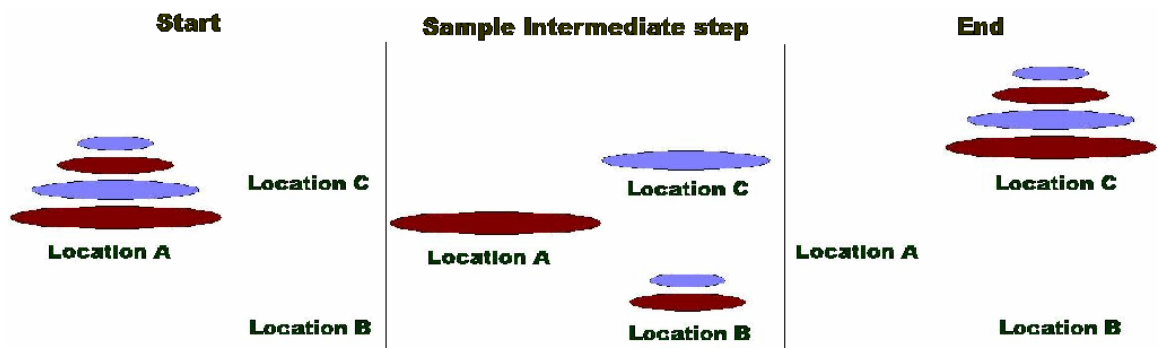 Start
Location C
Location A
Location B
Sample Intermediate step
Location C
Location A
Location B
End
Location C
Location A
Location B